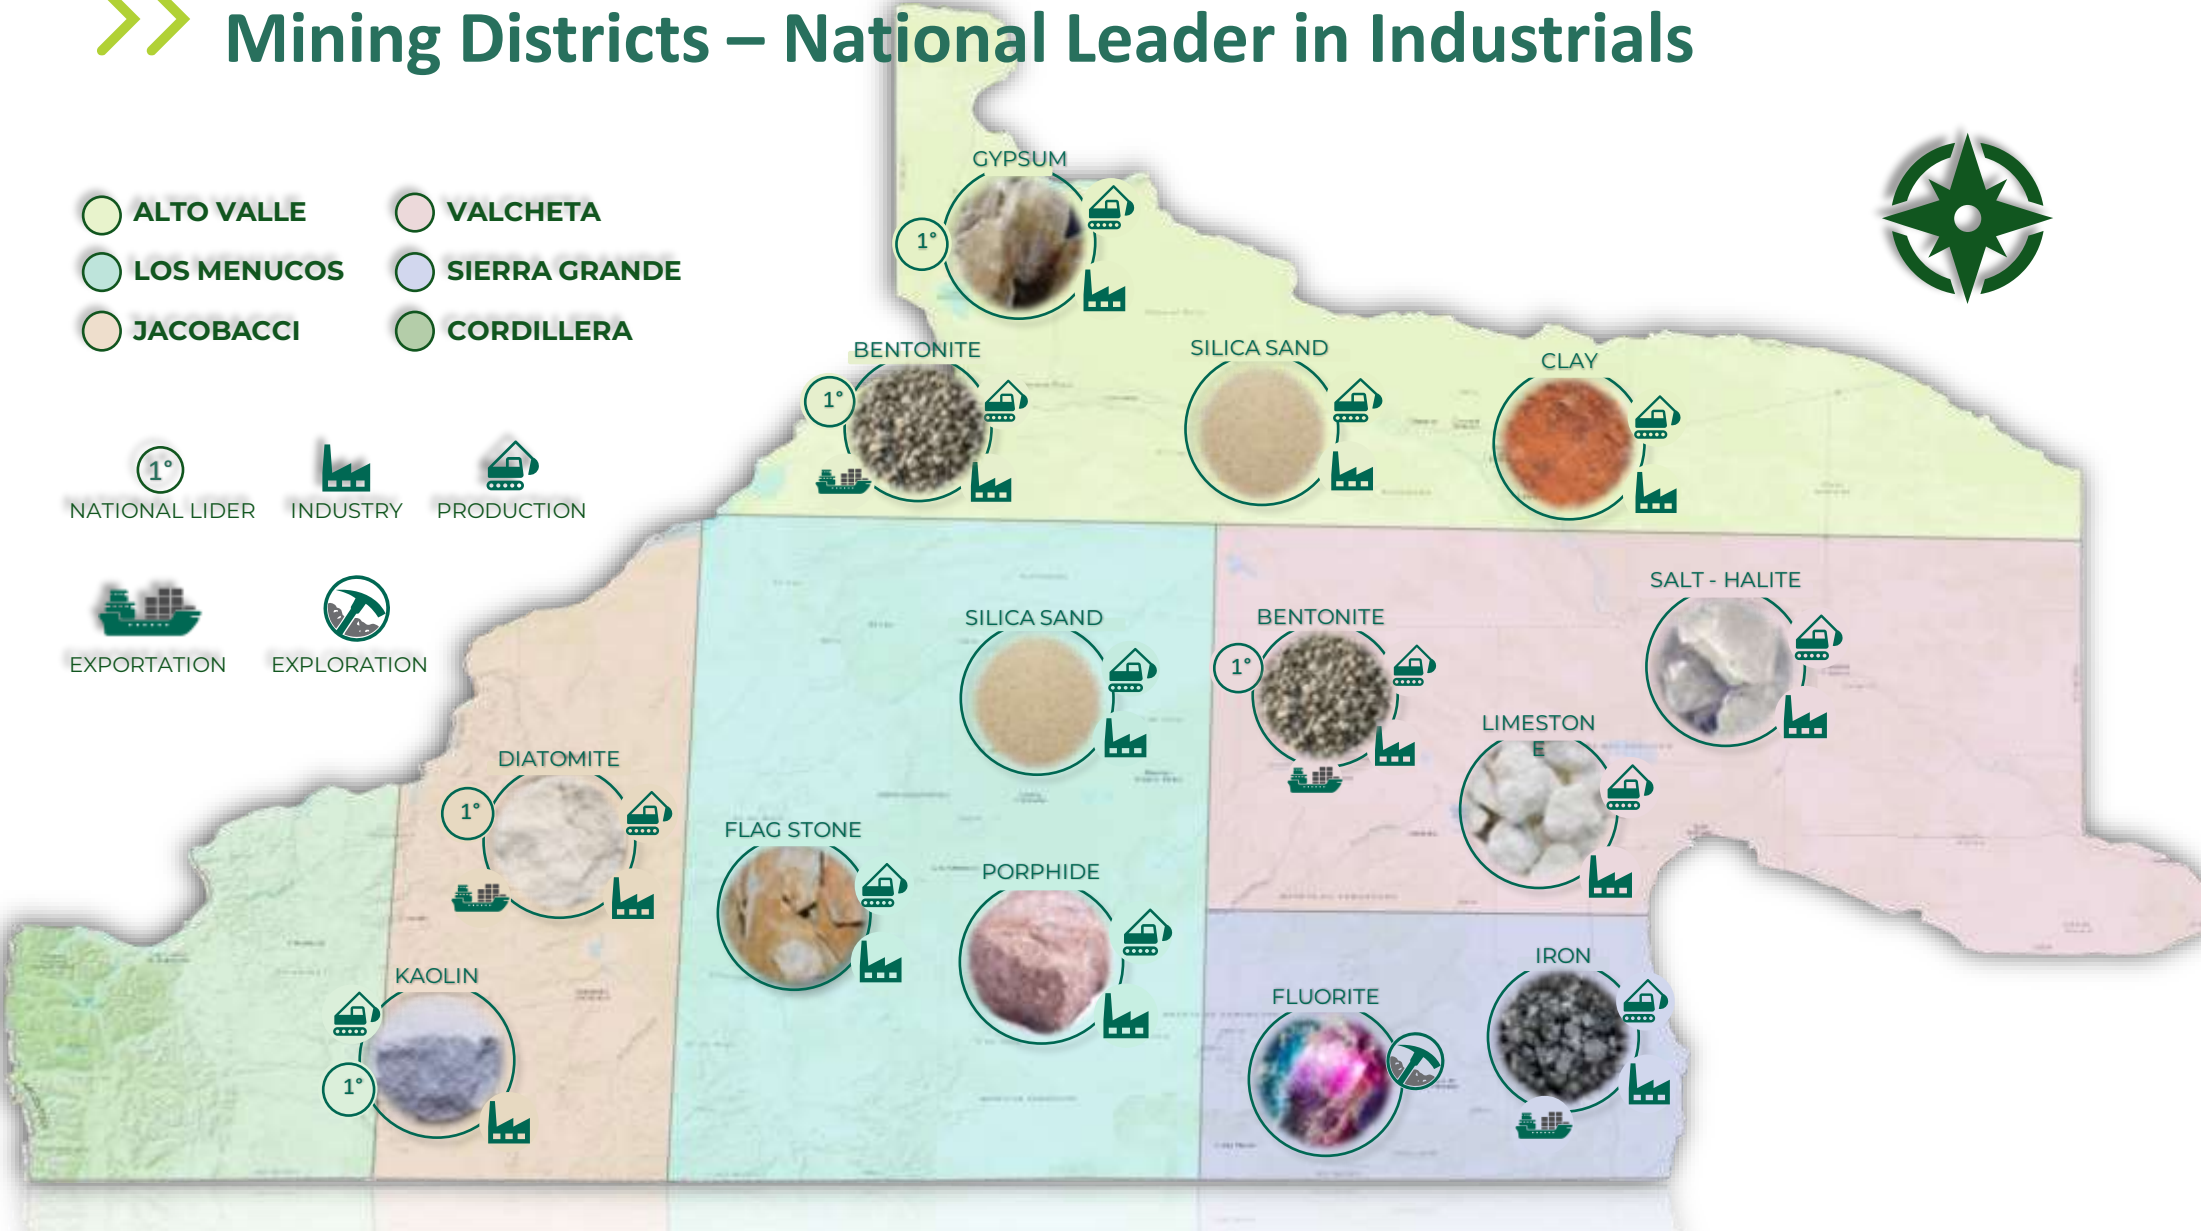 Mining Districts – National Leader in Industrials
ALTO VALLE
VALCHETA
LOS MENUCOS
SIERRA GRANDE
JACOBACCI
CORDILLERA
1°
NATIONAL LIDER
INDUSTRY
PRODUCTION
EXPORTATION
EXPLORATION
GYPSUM
1°
BENTONITE
1°
SILICA SAND
CLAY
SILICA SAND
BENTONITE
1°
SALT - HALITE
LIMESTON
E
DIATOMITE
1°
FLAG STONE
PORPHIDE
KAOLIN
1°
FLUORITE
IRON